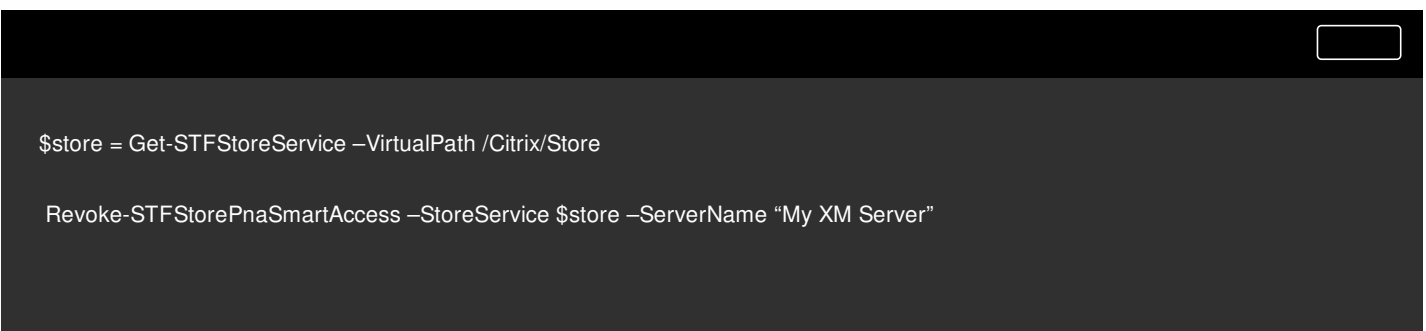 $store = Get-STFStoreService –VirtualPath /Citrix/Store
Revoke-STFStorePnaSmartAccess –StoreService $store –ServerName “My XM Server”